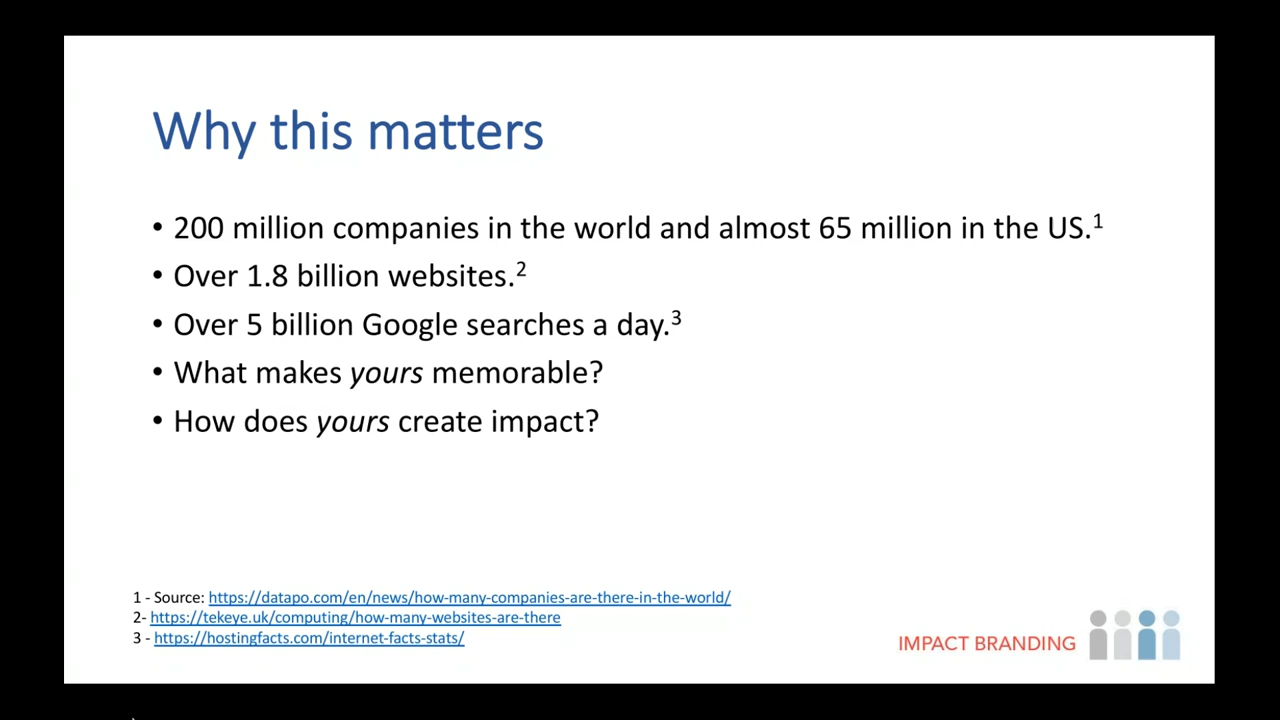 Why this matters
• 200 million companies in the world and almost 65 million in the US.¹
• Over 1.8 billion websites.²
• Over 5 billion Google searches a day.³
• What makes yours memorable?
• How does yours create impact?
1 - Source: https://datapo.com/en/news/how-many-companies-are-there-in-the-world/
2- https://tekeye.uk/computing/how-many-websites-are-there
3 - https://hostingfacts.com/internet-facts-stats/
IMPACT BRANDING